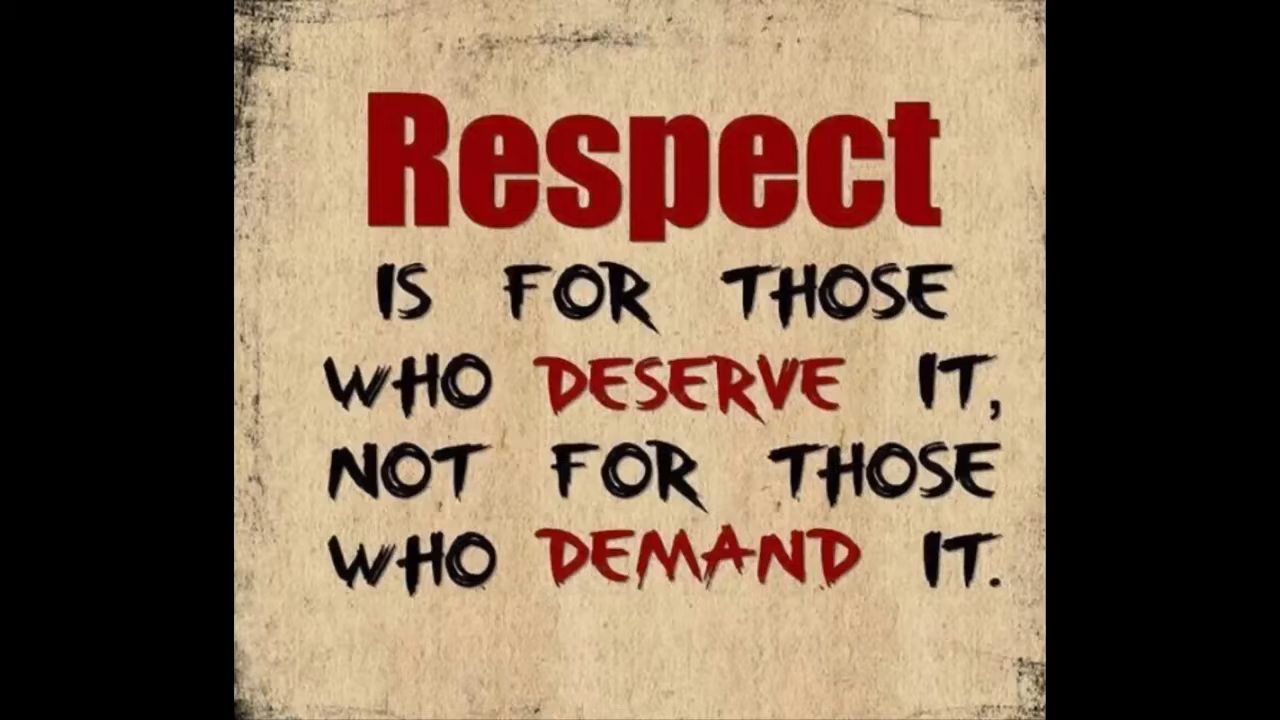 Respect
IS FOR THOSE
WHO DESERVE IT,
NOT FOR THOSE
WHO DEMAND IT.